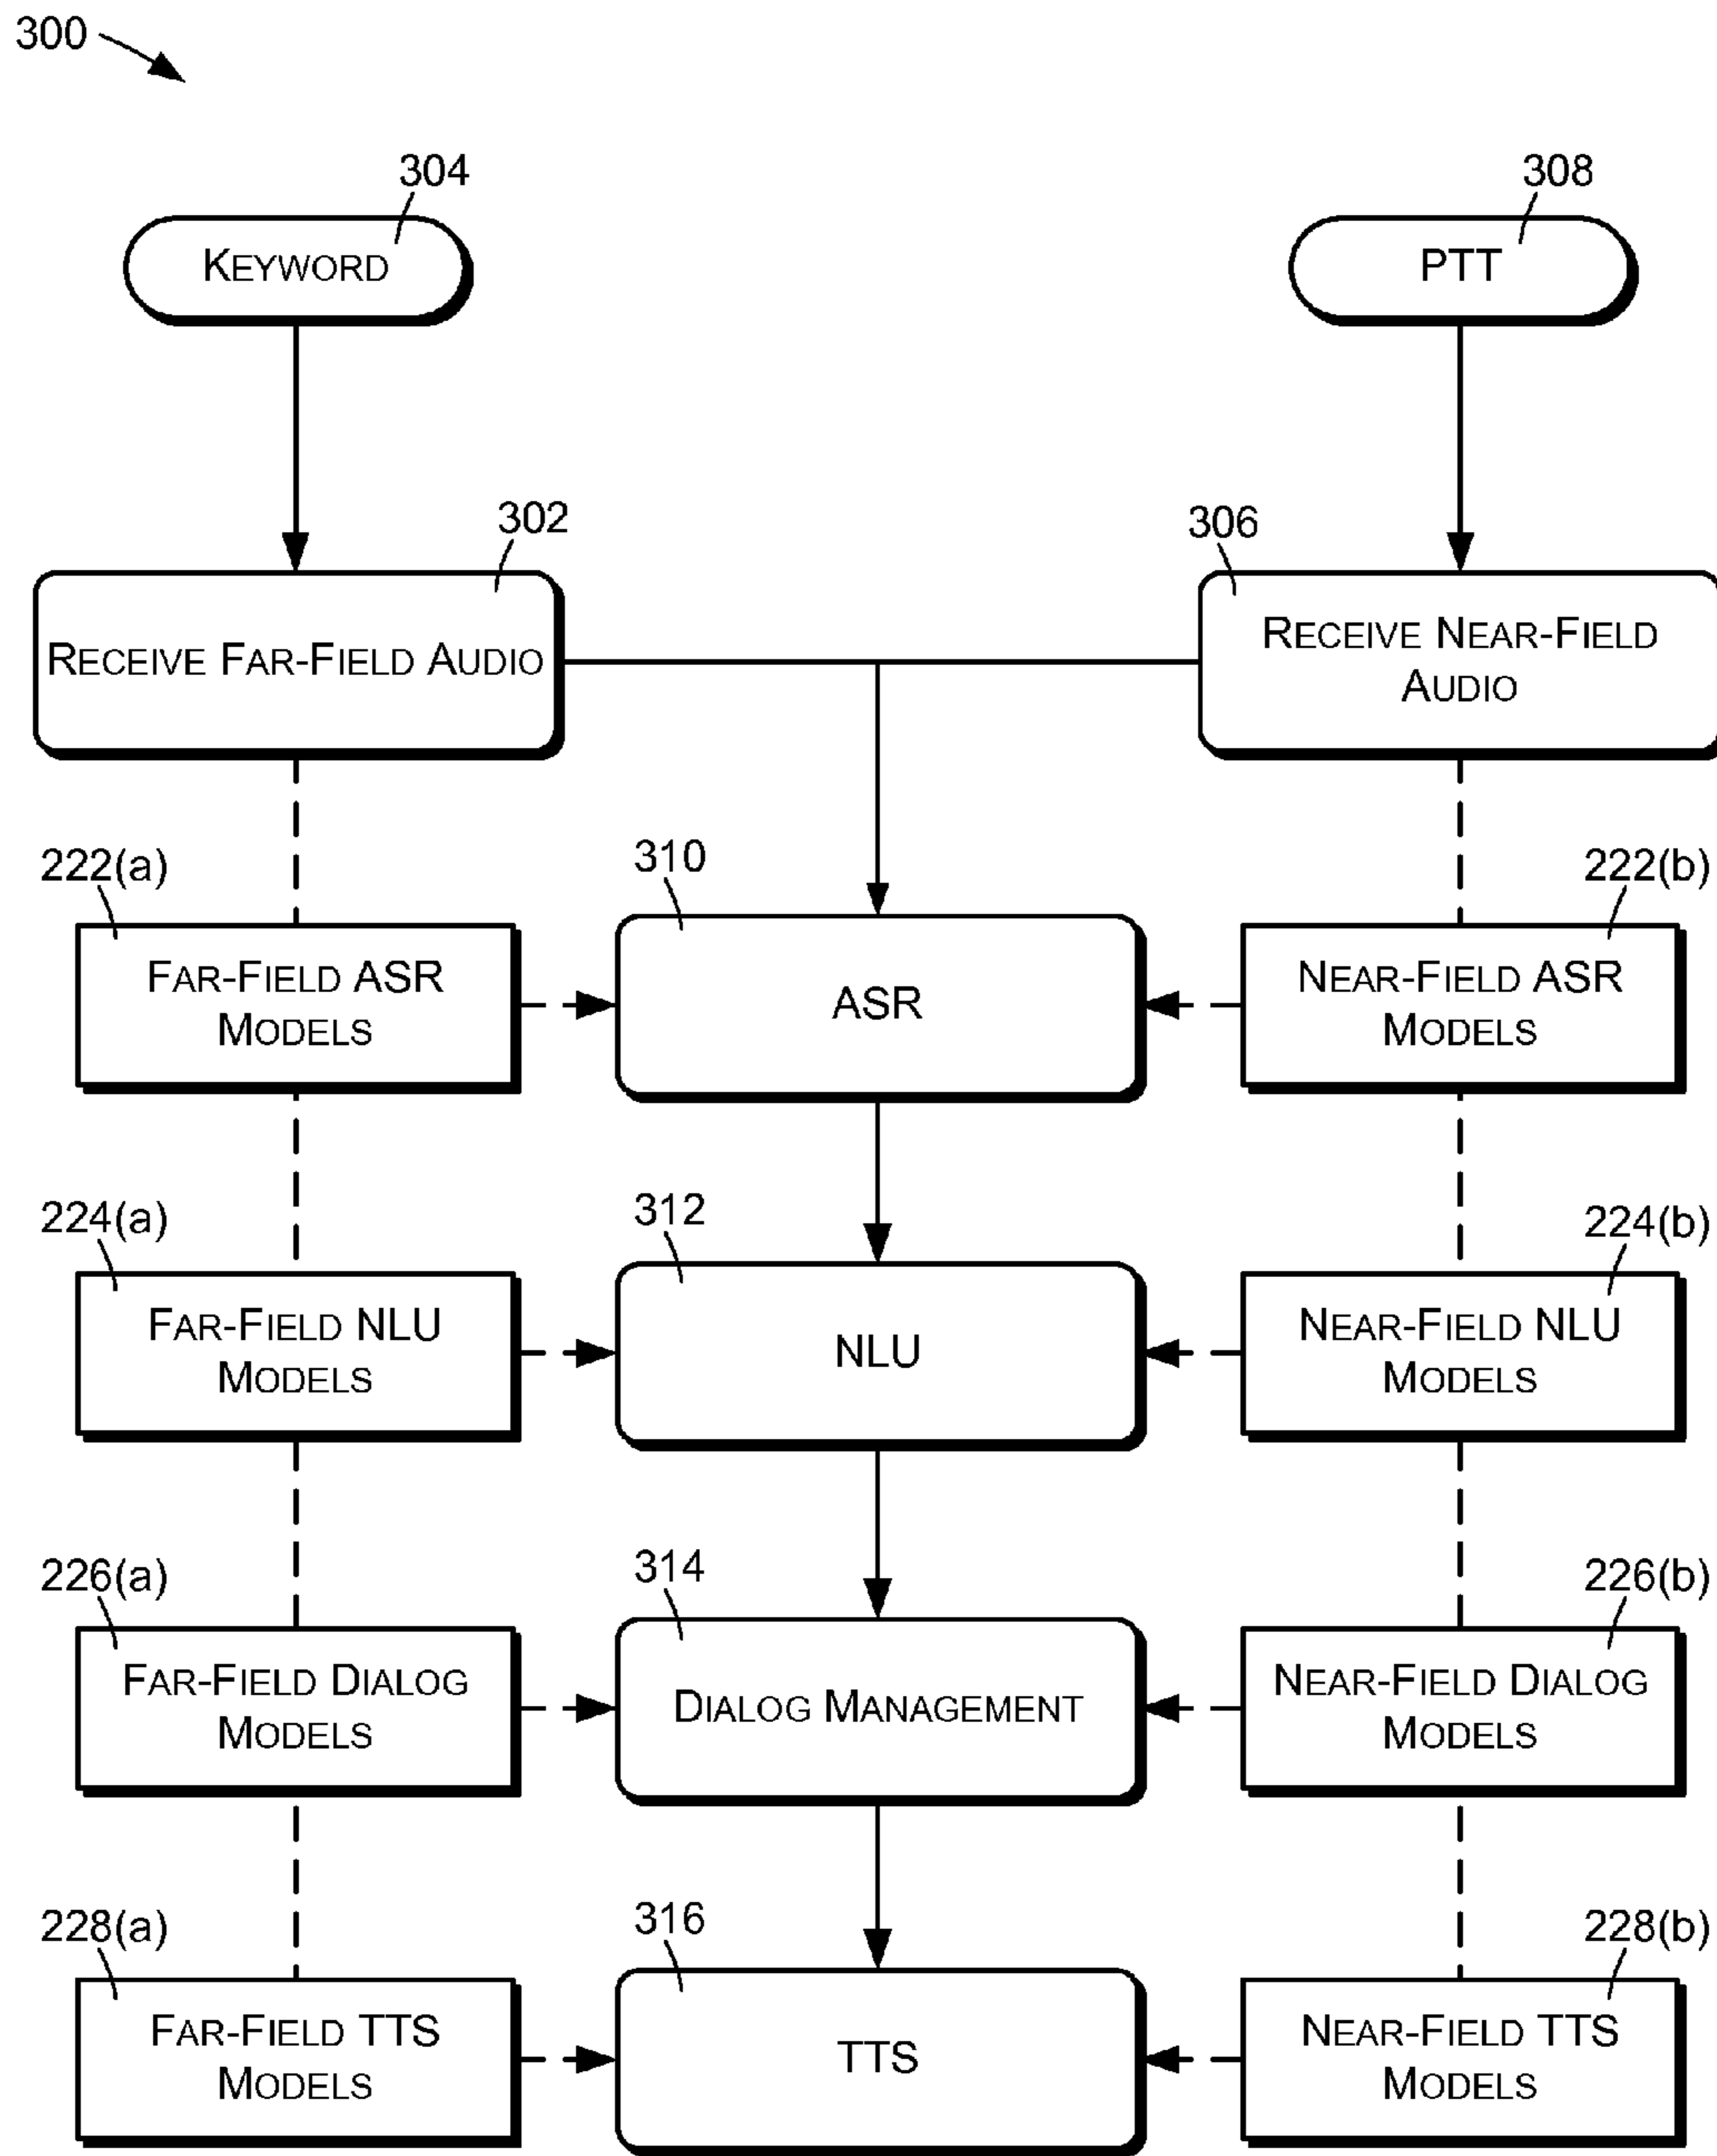 300
304
308
KEYWORD
PTT
302
306
RECEIVE FAR-FIELD AUDIO
RECEIVE NEAR-FIELD
AUDIO
222(a)
310
222(b)
FAR-FIELD ASR
MODELS
ASR
NEAR-FIELD ASR
MODELS
224(a)
312
224(b)
FAR-FIELD NLU
MODELS
NLU
NEAR-FIELD NLU
MODELS
226(a)
314
226(b)
FAR-FIELD DIALOG
MODELS
DIALOG MANAGEMENT
NEAR-FIELD DIALOG
MODELS
228(a)
316
228(b)
FAR-FIELD TTS
MODELS
TTS
NEAR-FIELD TTS
MODELS